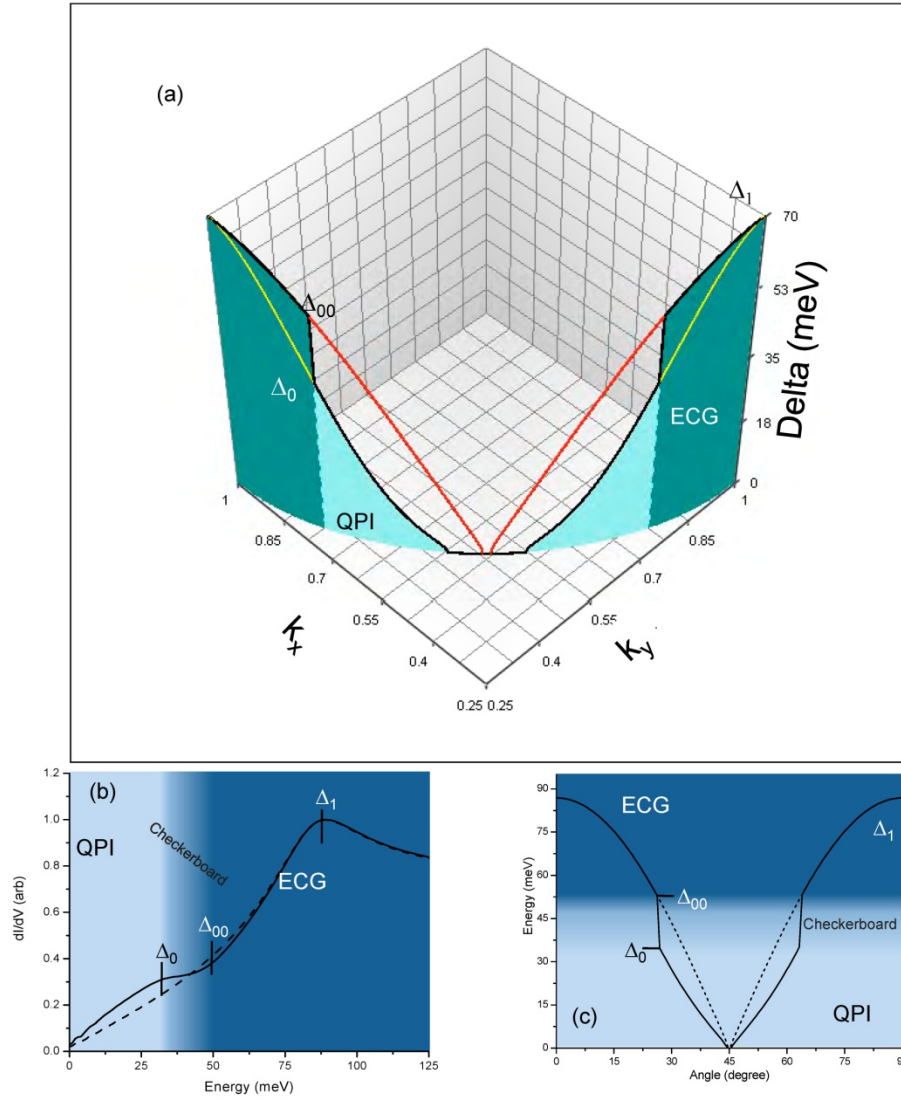 (a)
Δ1
70
53
35
18
0
Delta (meV)
Δ00
Δ0
ECG
QPI
1
0.85
0.7
0.55
0.4
0.25
kx
0.25
0.4
0.55
0.7
0.85
1
ky
(b)
1.2
1.0
0.8
0.6
0.4
0.2
0.0
dI/dV (arb)
QPI
Checkerboard
ECG
Δ0
Δ00
Δ1
0
25
50
75
100
125
Energy (meV)
90
75
60
45
30
15
0
Energy (meV)
ECG
Δ1
Δ00
Checkerboard
Δ0
QPI
(c)
0
30
45
60
Angle (degree)